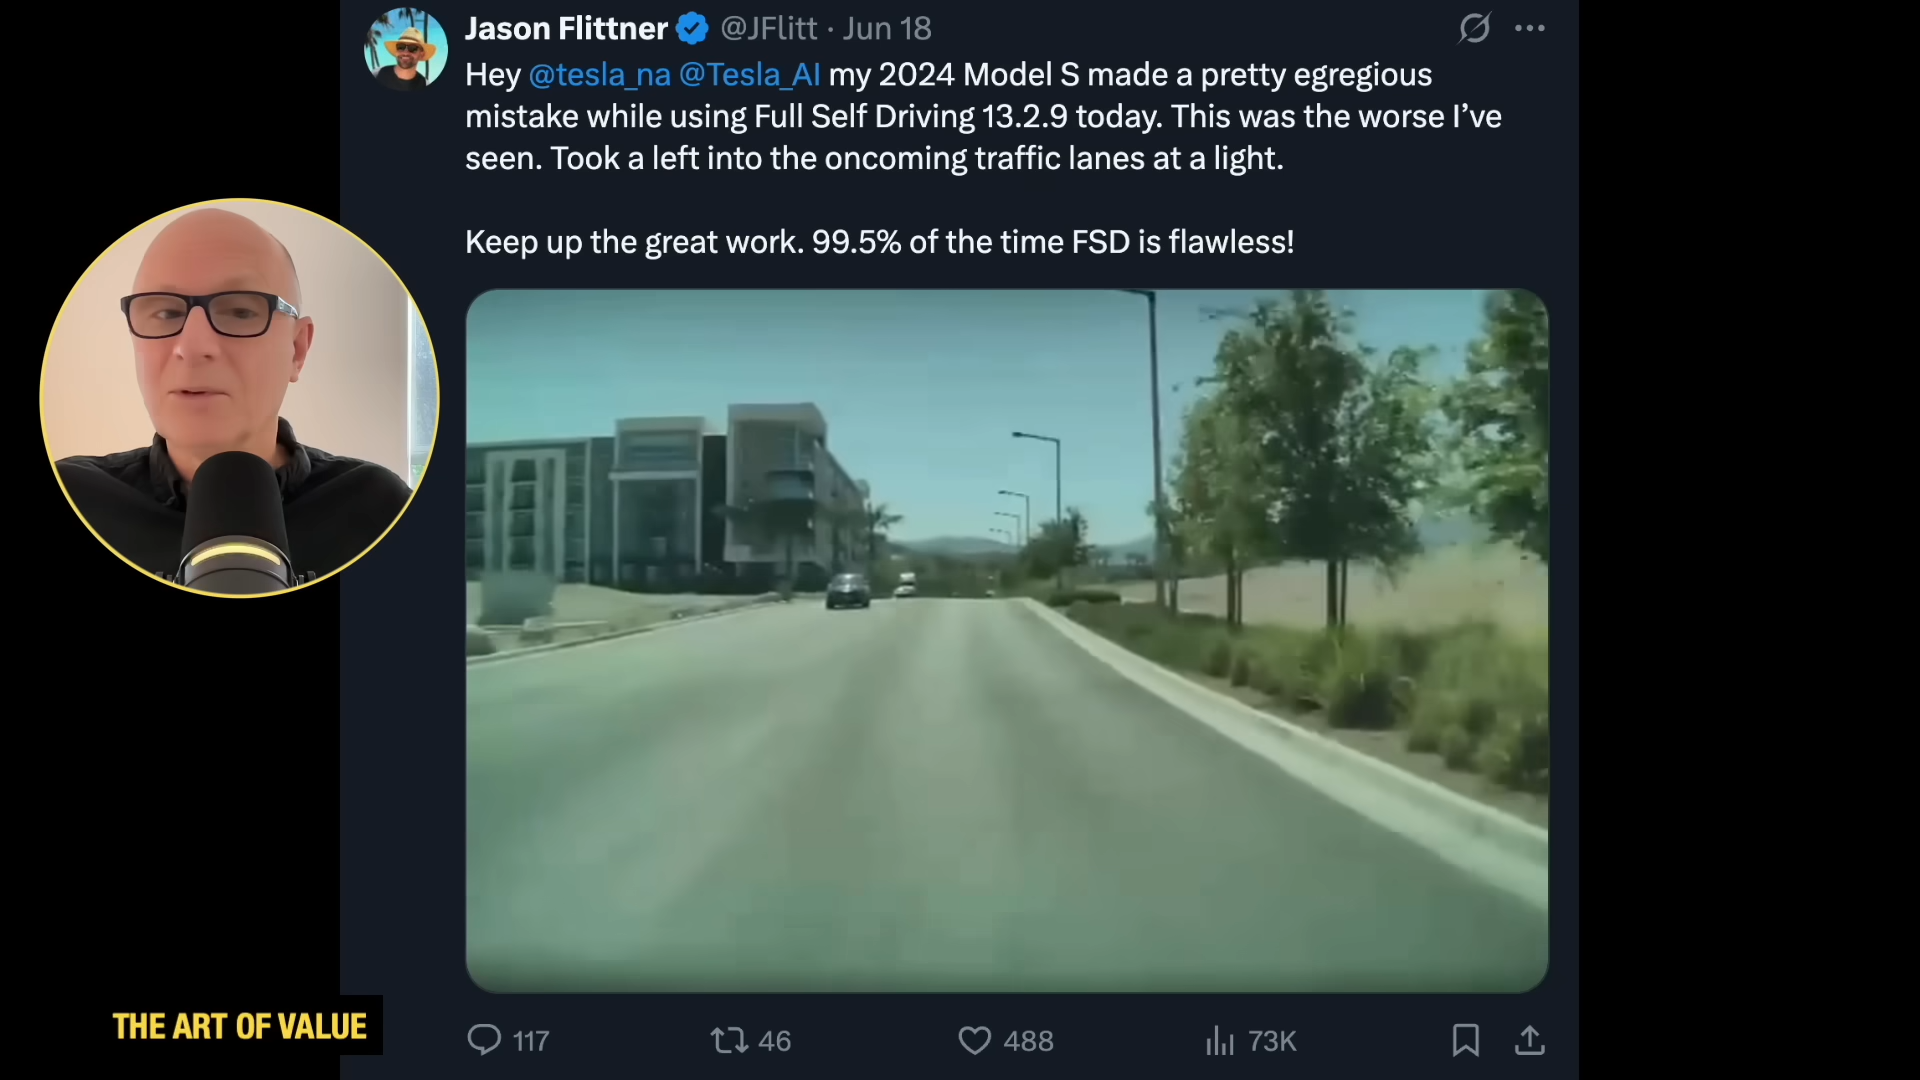 Jason Flittner @JFlitt · Jun 18
Hey @tesla_na @Tesla_AI my 2024 Model S made a pretty egregious
mistake while using Full Self Driving 13.2.9 today. This was the worse I’ve
seen. Took a left into the oncoming traffic lanes at a light.
Keep up the great work. 99.5% of the time FSD is flawless!
THE ART OF VALUE
117 46 488 73K